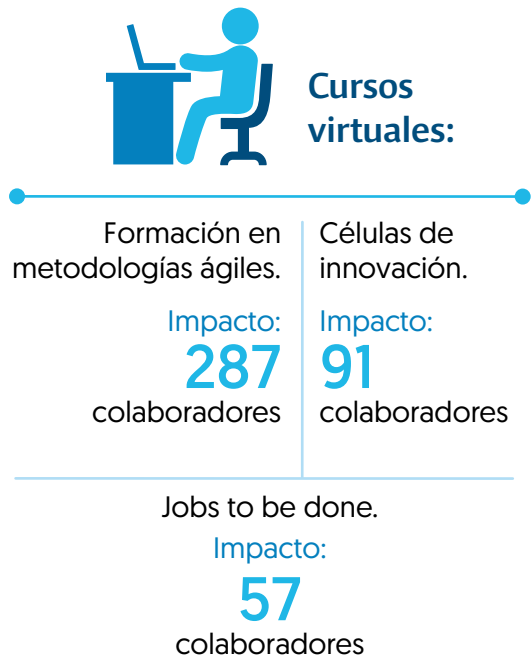 Cursos
virtuales:
Formación en
metodologías ágiles.
Impacto:
287
colaboradores
Células de
innovación.
Impacto:
91
colaboradores
Jobs to be done.
Impacto:
57
colaboradores